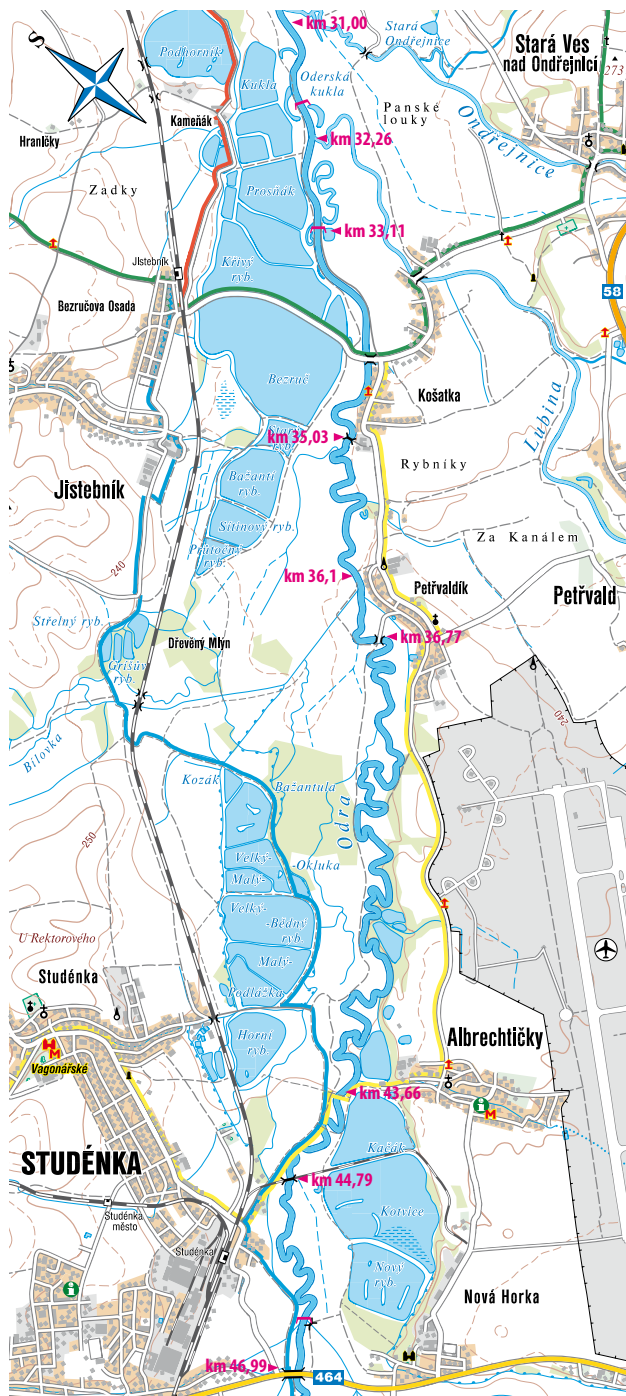 km 31,00
Stará
Ondřejnice
Stará Ves
nad Ondřejnicí
273
S
Podhorník
Kukla
Oderská
kukla
Panské
louky
Ondřejnice
Kameňák
Hraničky
km 32,26
Zadky
Prosňák
km 33,11
Jistebník
Křivý
ryb.
58
Bezručova Osada
Bezruč
Košatka
Lubina
Starý
ryb.
km 35,03
Rybníky
Bažantí
ryb.
Jistebník
Sítinový ryb.
Za Kanálem
Průtočný
ryb.
240
km 36,1
Petřvaldík
Petřvald
Střelný ryb.
km 36,77
Dřevěný Mlýn
Grišův
ryb.
240
Bílovka
Kozák
Bažantula
Odra
250
Velký-
-Okluka
Malý-
Velký-
-Bědný
ryb.
U Rektorového
Malý-
Studénka
Podlážka
Horní
ryb.
Albrechtičky
M
Vagonářské
km 43,66
M
Kačák
STUDÉNKA
km 44,79
Kotvice
Studénka
město
Studénka
Nový
ryb.
Nová Horka
km 46,99
464